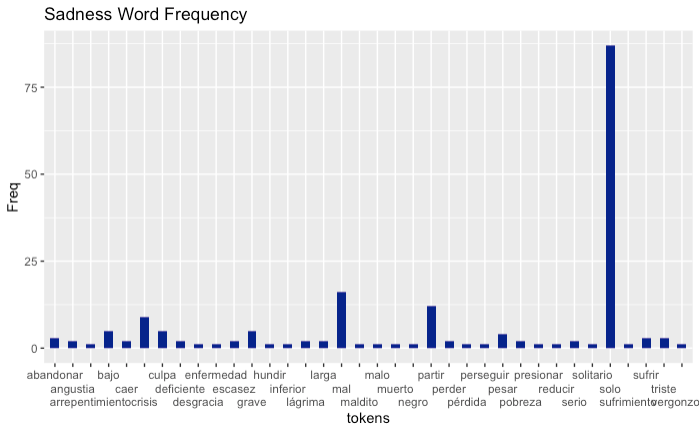 Sadness Word Frequency
Freq
75
50
25
0
abandonar bajo culpa enfermedad hundir larga malo partir perseguir presionar solitario sufrir
angustia caer deficiente escasez inferior mal muerto perder pesar reducir solo triste
arrepentimiento crisis desgracia grave lágrima maldito negro pérdida pobreza serio sufrimiento vergonzo
tokens